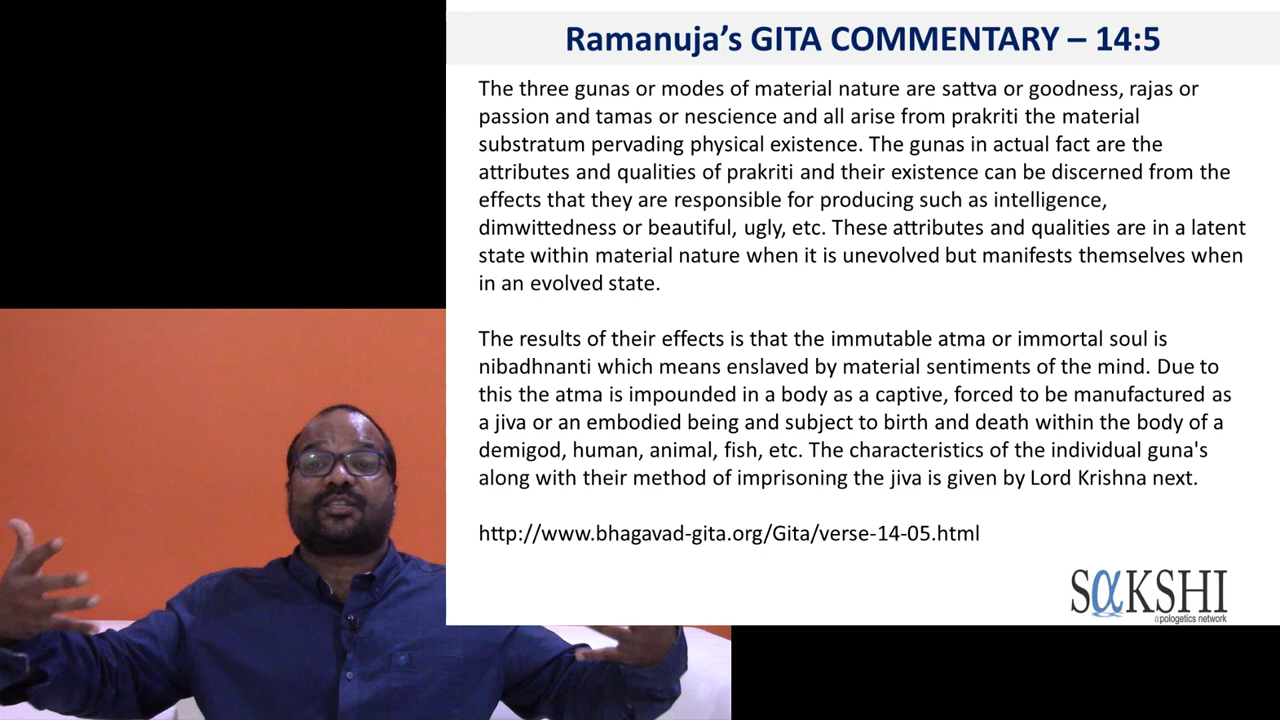 Ramanuja’s GITA COMMENTARY – 14:5
The three gunas or modes of material nature are sattva or goodness, rajas or
passion and tamas or nescience and all arise from prakriti the material
substratum pervading physical existence. The gunas in actual fact are the
attributes and qualities of prakriti and their existence can be discerned from the
effects that they are responsible for producing such as intelligence,
dimwittedness or beautiful, ugly, etc. These attributes and qualities are in a latent
state within material nature when it is unevolved but manifests themselves when
in an evolved state.
The results of their effects is that the immutable atma or immortal soul is
nibadhnanti which means enslaved by material sentiments of the mind. Due to
this the atma is impounded in a body as a captive, forced to be manufactured as
a jiva or an embodied being and subject to birth and death within the body of a
demigod, human, animal, fish, etc. The characteristics of the individual guna's
along with their method of imprisoning the jiva is given by Lord Krishna next.
http://www.bhagavad-gita.org/Gita/verse-14-05.html
SαKSHI
αpologetics network